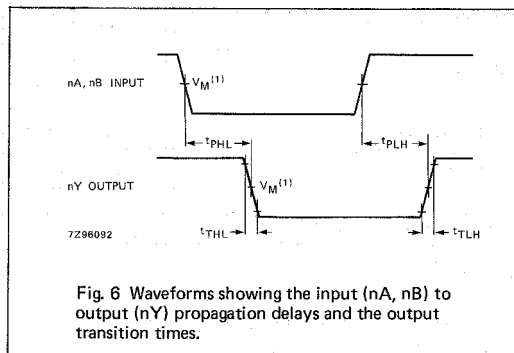 nA, nB INPUT
VM(1)
tPHL
tPLH
nY OUTPUT
VM(1)
7Z96092
tTHL
tTLH
Fig. 6 Waveforms showing the input (nA, nB) to
output (nY) propagation delays and the output
transition times.